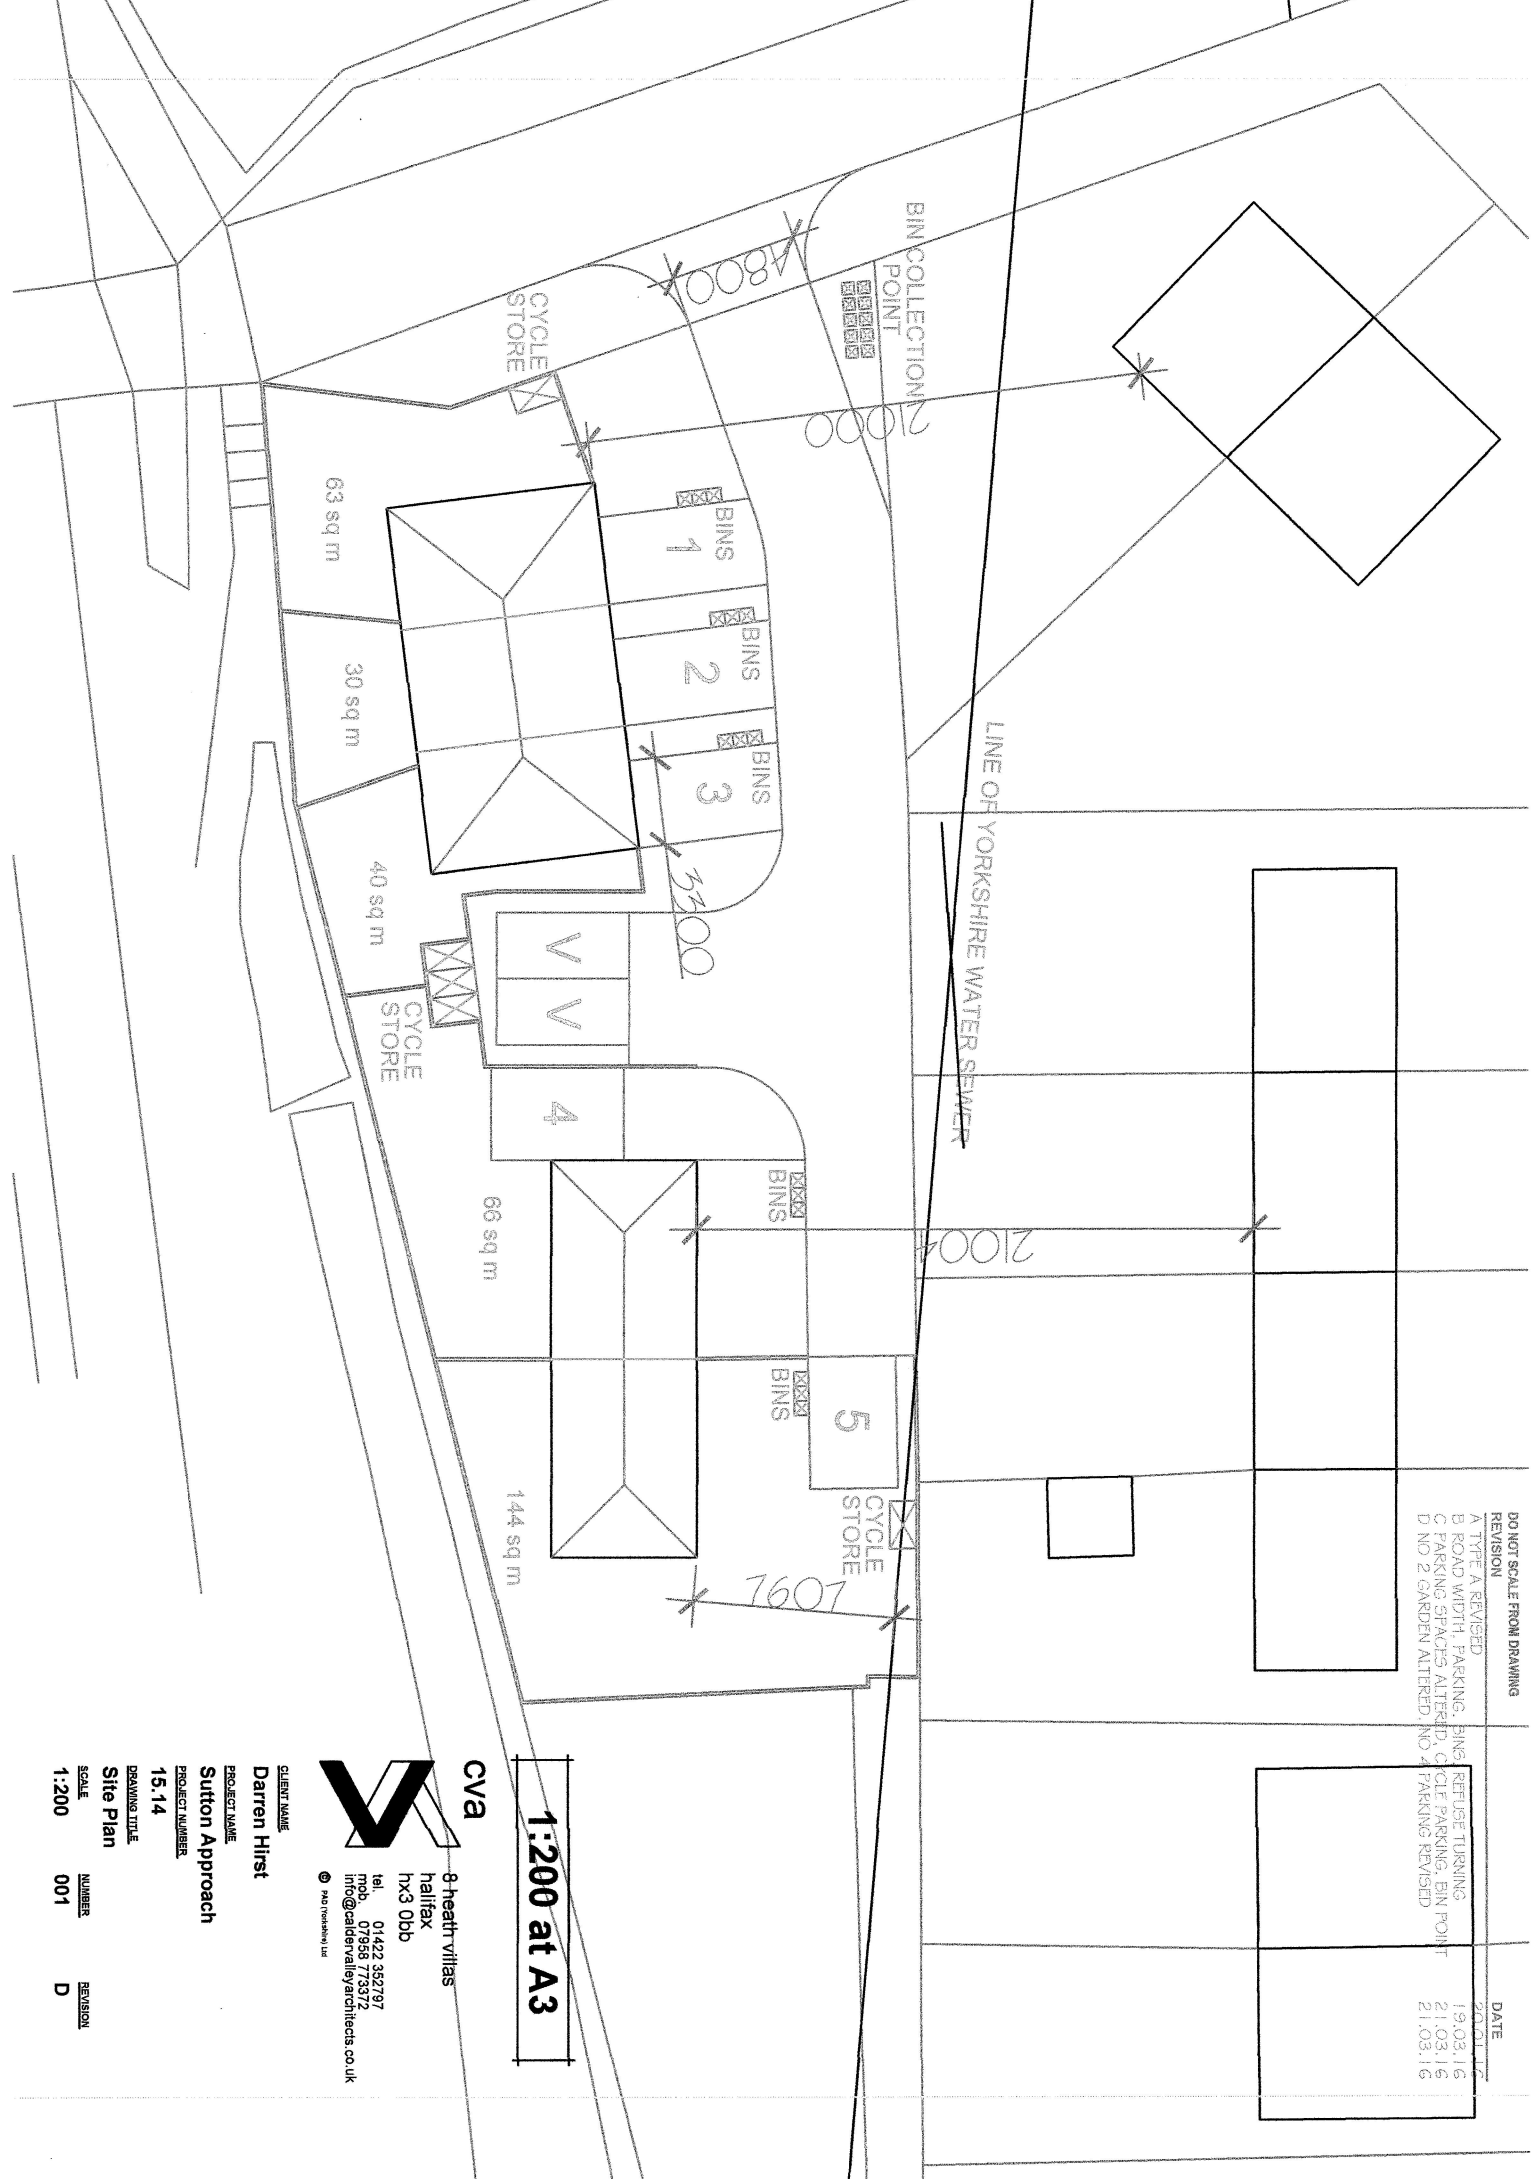 DO NOT SCALE FROM DRAWING
REVISION DATE
A TYPE A REVISED 20.01.16
B ROAD WIDTH, PARKING, BINS, REFUSE TURNING 19.03.16
C PARKING SPACES ALTERED, CYCLE PARKING, BIN POINT 21.03.16
D NO 2 GARDEN ALTERED, NO 4 PARKING REVISED 21.03.16
BIN COLLECTION
POINT
4800
CYCLE
STORE
21000
LINE OF YORKSHIRE WATER SEWER
BINS
1
BINS
2
BINS
3
3300
63 sq m
30 sq m
40 sq m
V
V
CYCLE
STORE
4
BINS
21004
66 sq m
BINS
5
CYCLE
STORE
144 sq m
7607
1:200 at A3
cva
8 heath villas
halifax
hx3 0bb
tel. 01422 352797
mob. 07956 773372
info@caldervalleyarchitects.co.uk
© PAD (Yorkshire) Ltd
CLIENT NAME
Darren Hirst
PROJECT NAME
Sutton Approach
PROJECT NUMBER
15.14
DRAWING TITLE
Site Plan
SCALE NUMBER REVISION
1:200 001 D